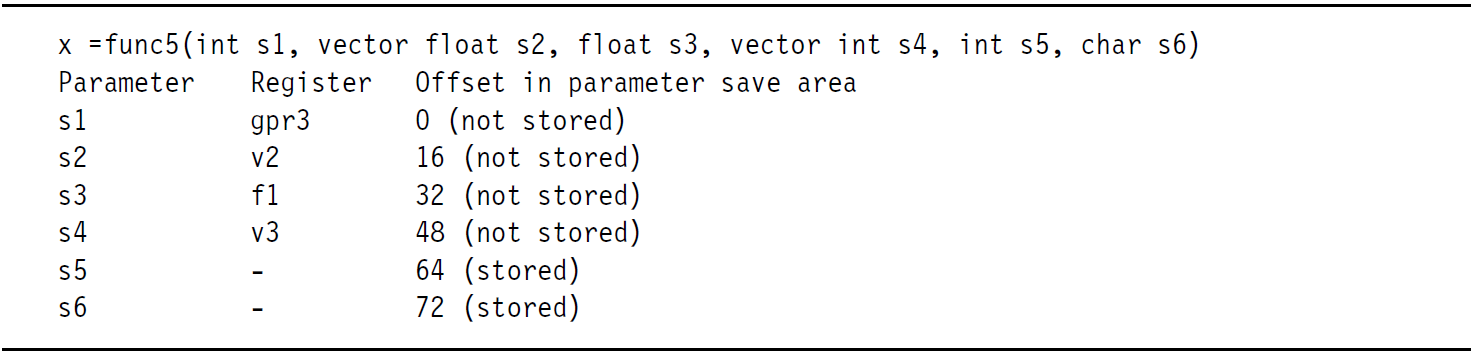 x =func5(int s1, vector float s2, float s3, vector int s4, int s5, char s6)
Parameter Register Offset in parameter save area
s1 gpr3 0 (not stored)
s2 v2 16 (not stored)
s3 f1 32 (not stored)
s4 v3 48 (not stored)
s5 - 64 (stored)
s6 - 72 (stored)